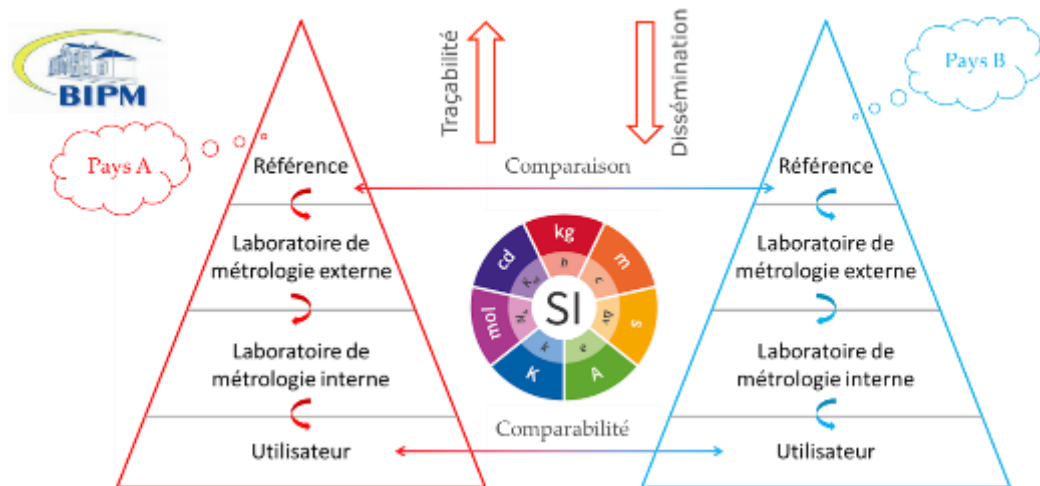 BIPM
Traçabilité
Dissémination
Pays A
Pays B
Référence
Comparaison
Référence
Laboratoire de
métrologie externe
Laboratoire de
métrologie externe
kg
m
s
A
K
mol
cd
h
c
Δν
e
k
N
K
SI
Laboratoire de
métrologie interne
Laboratoire de
métrologie interne
Comparabilité
Utilisateur
Utilisateur